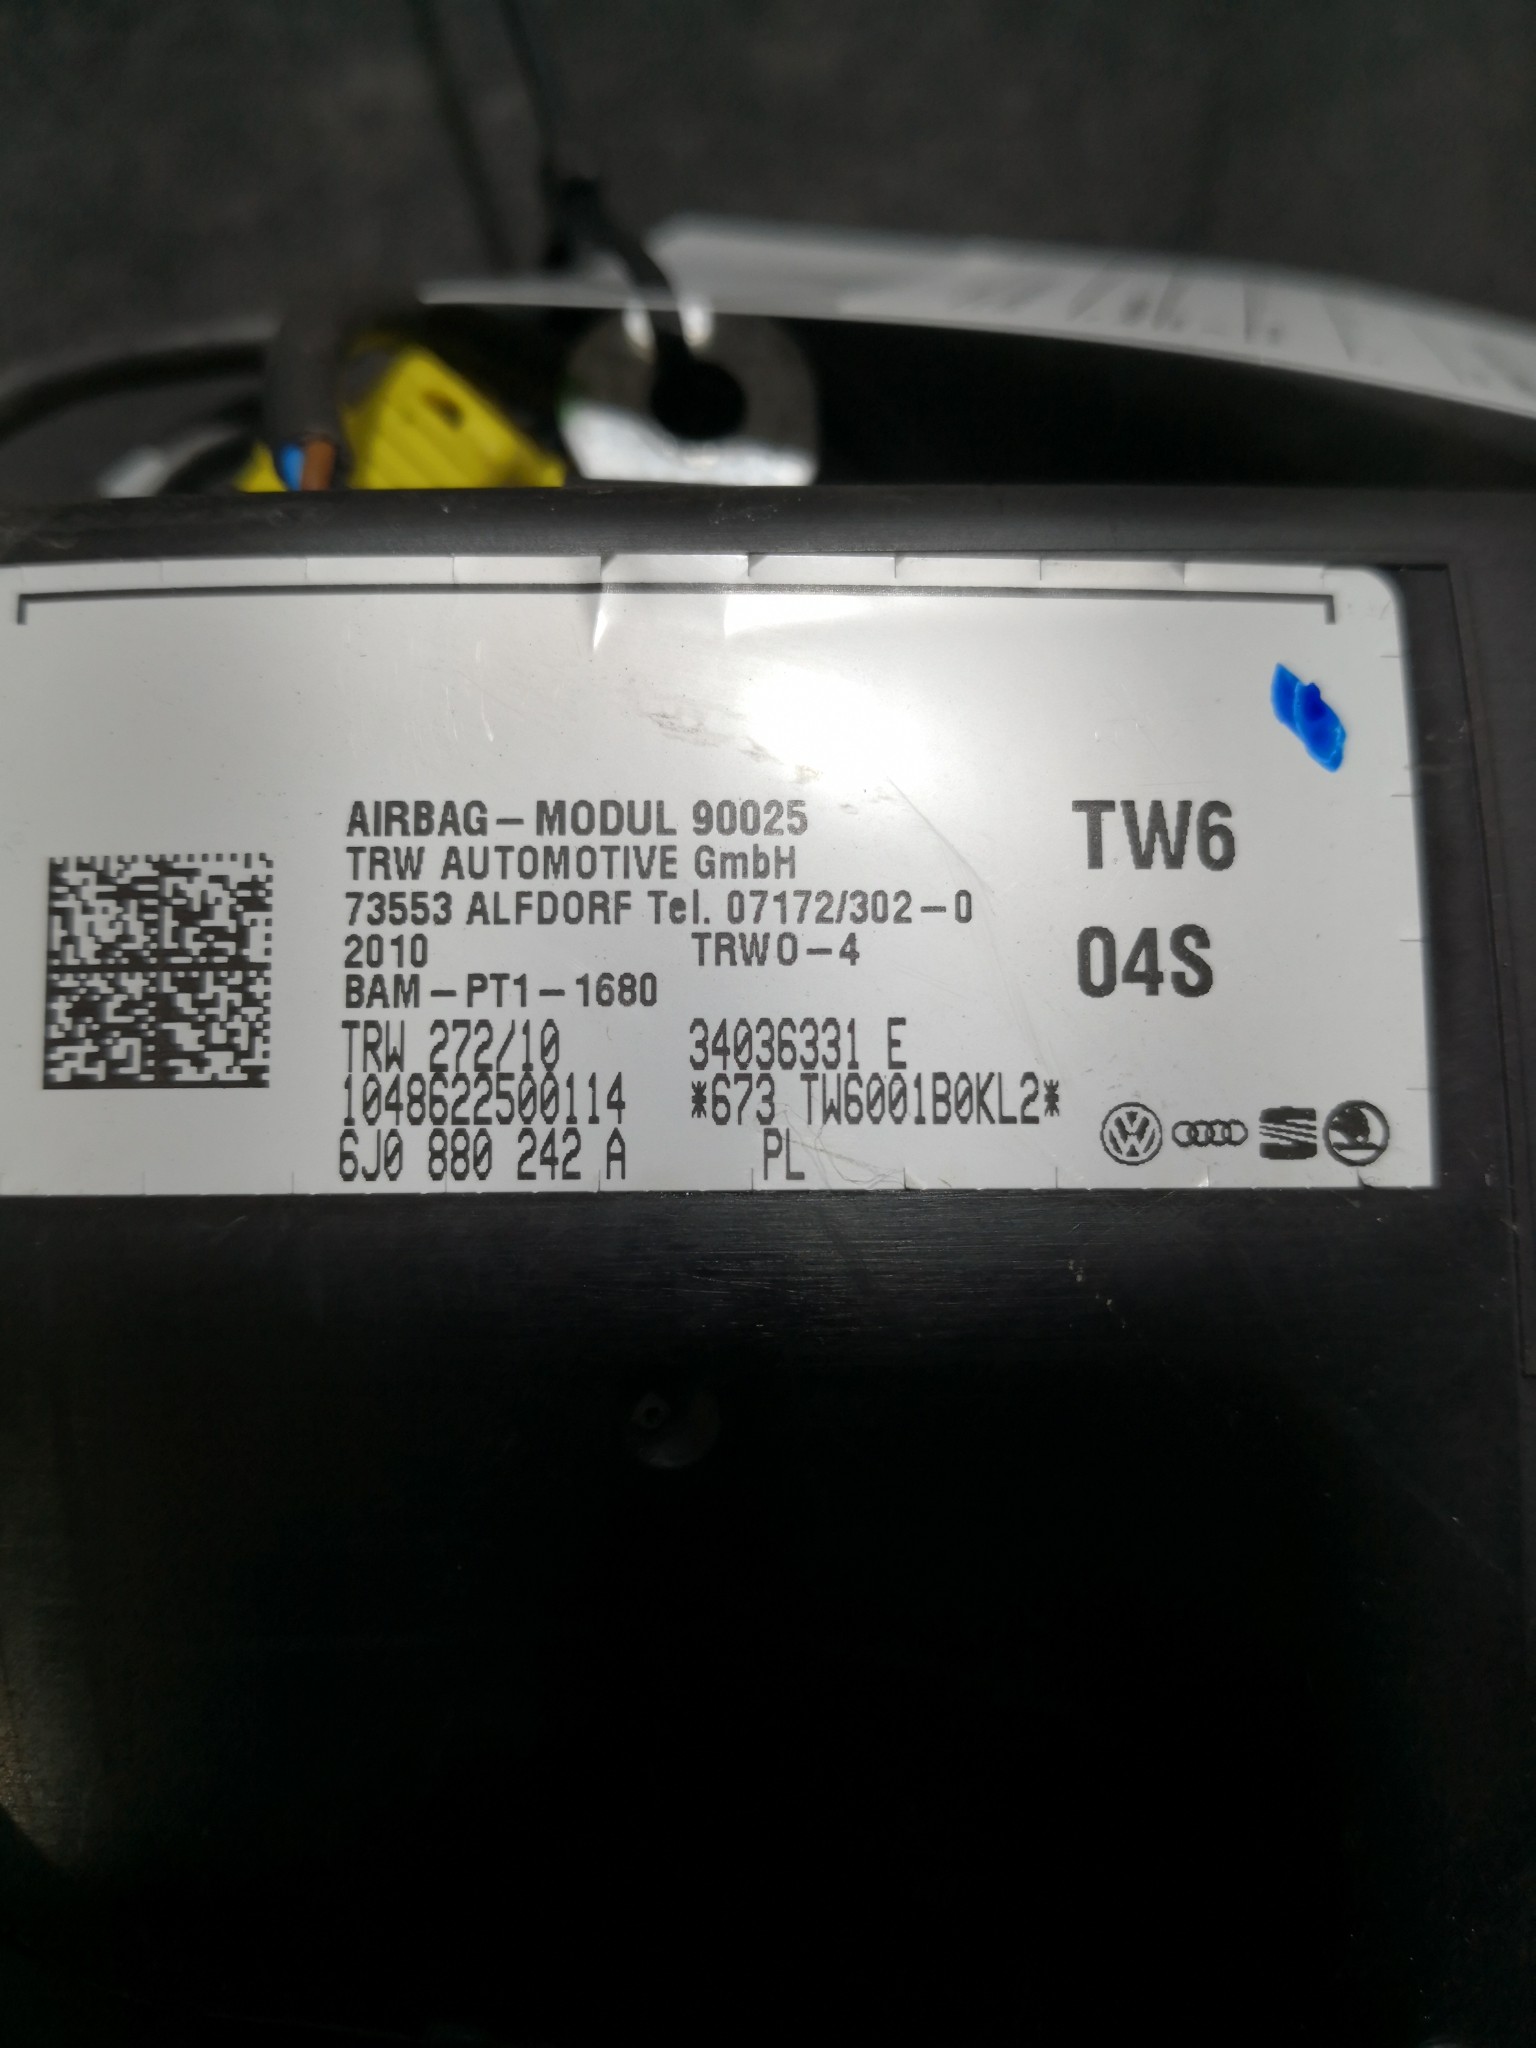 AIRBAG-MODUL 90025
TRW AUTOMOTIVE GmbH
73553 ALFDORF Tel. 07172/302-0
2010 TRWO-4
BAM-PT1-1680
TRW 272/10 34036331 E
1048622500114 *673 TW6001B0KL2*
6J0 880 242 A PL
TW6
04S